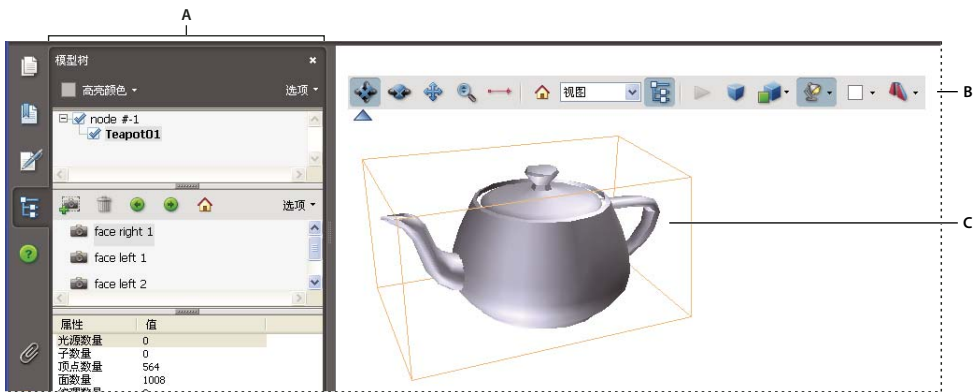 A
模型树
高亮颜色
选项
视图
B
node #-1
Teapot01
选项
C
face right 1
face left 1
face left 2
属性 值
光源数量 0
子数量 0
顶点数量 564
面数量 1008